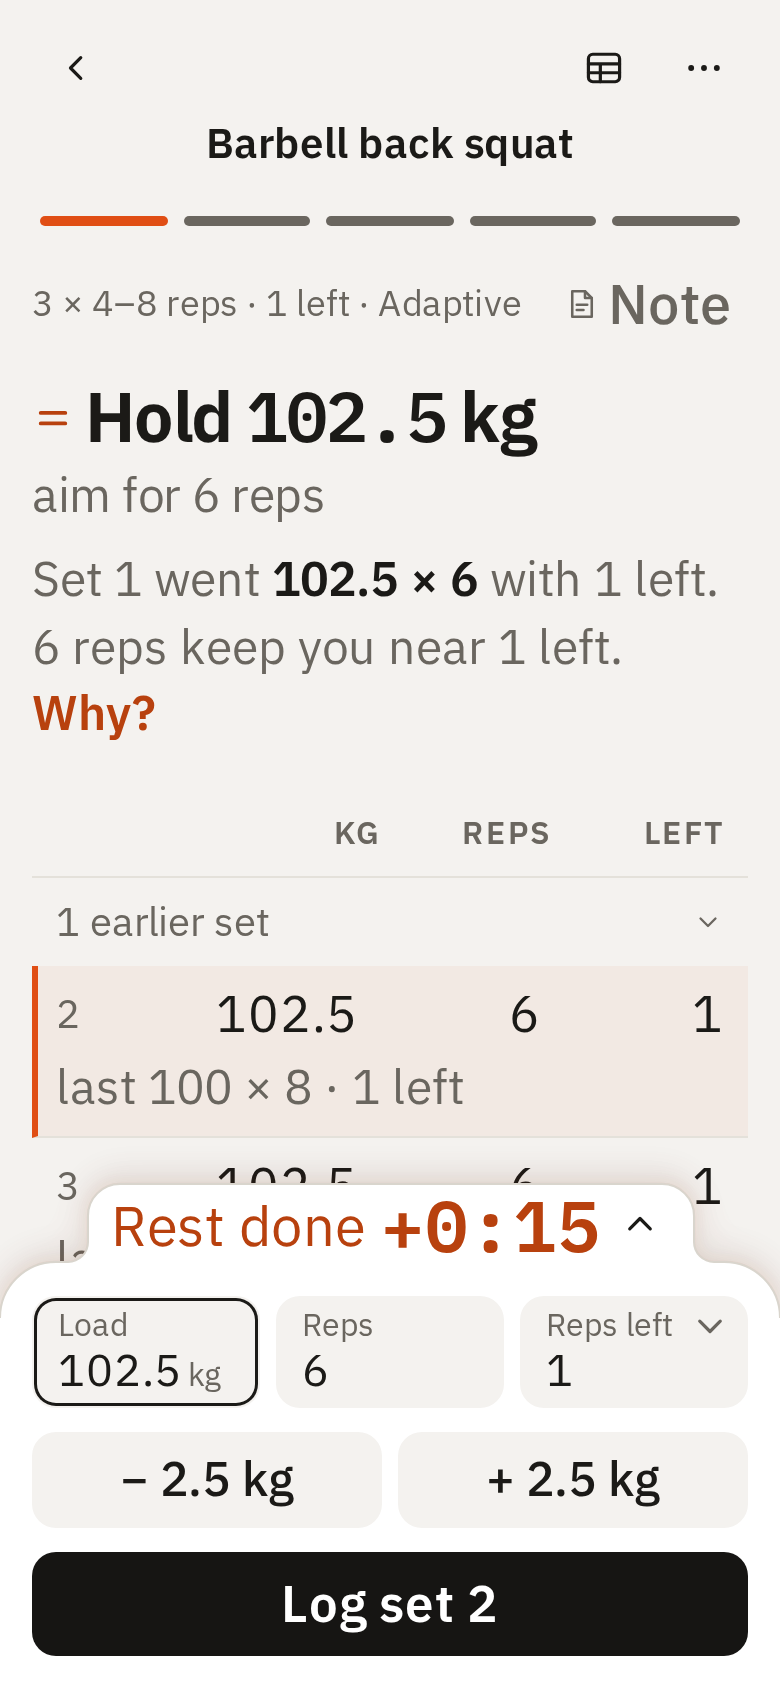 Barbell back squat
3 × 4–8 reps · 1 left · Adaptive
Note
= Hold 102.5 kg
aim for 6 reps
Set 1 went 102.5 × 6 with 1 left.
6 reps keep you near 1 left.
Why?
KG REPS LEFT
1 earlier set
2 102.5 6 1
last 100 × 8 · 1 left
3 102.5 6 1
Rest done +0:15
Load Reps Reps left
102.5 kg 6 1
− 2.5 kg + 2.5 kg
Log set 2